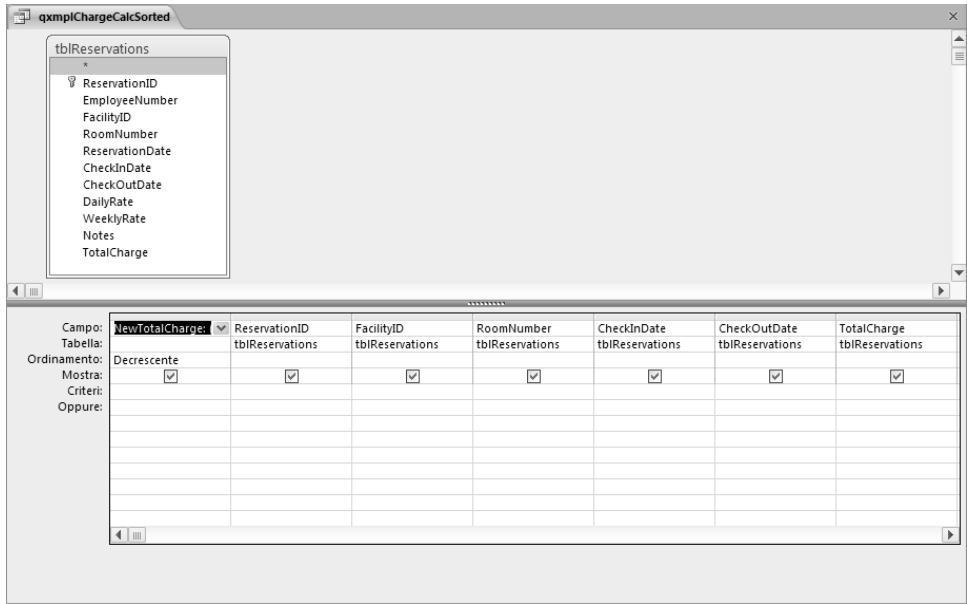 qxmplChargeCalcSorted
tblReservations
*
ReservationID
EmployeeNumber
FacilityID
RoomNumber
ReservationDate
CheckInDate
CheckOutDate
DailyRate
WeeklyRate
Notes
TotalCharge
Campo: NewTotalCharge: ( ReservationID FacilityID RoomNumber CheckInDate CheckOutDate TotalCharge
Tabella: tblReservations tblReservations tblReservations tblReservations tblReservations tblReservations
Ordinamento: Decrescente
Mostra:
Criteri:
Oppure: